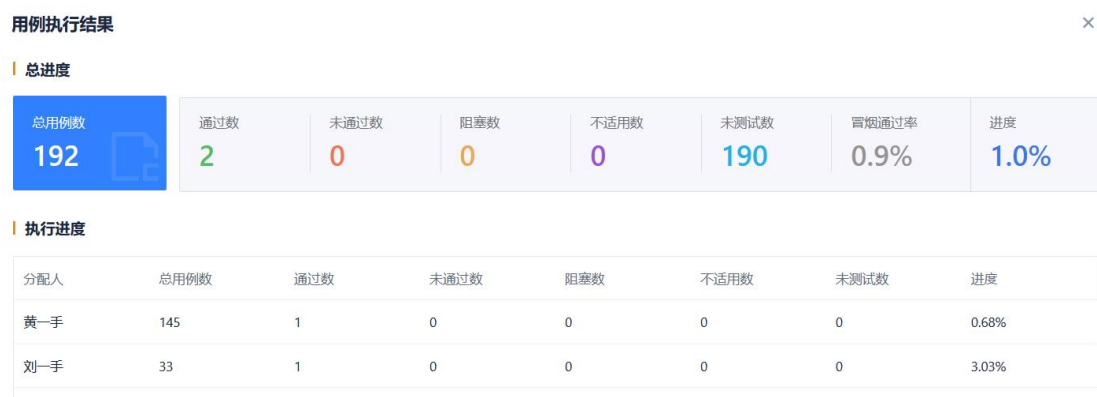 用例执行结果
总进度
总用例数 通过数 未通过数 阻塞数 不适用数 未测试数 冒烟通过率 进度
192 2 0 0 0 190 0.9% 1.0%
执行进度
分配人 总用例数 通过数 未通过数 阻塞数 不适用数 未测试数 进度
黄一手 145 1 0 0 0 0 0.68%
刘一手 33 1 0 0 0 0 3.03%